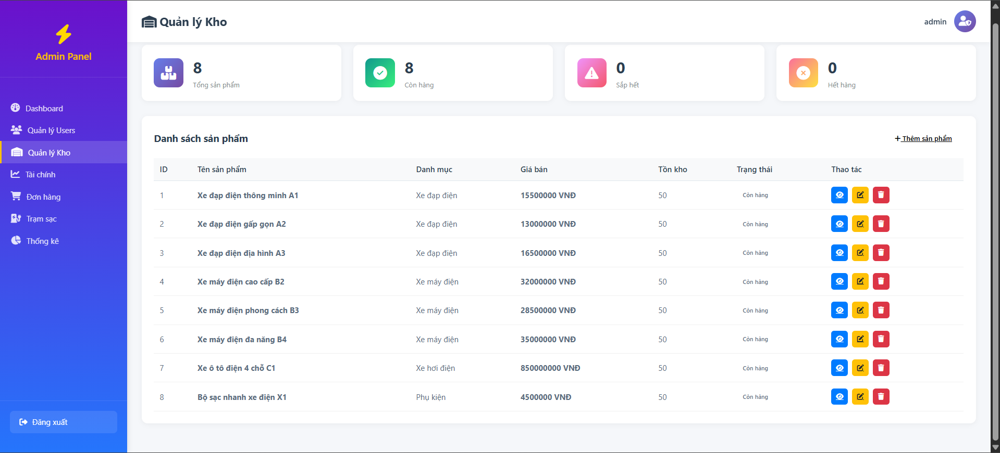 Admin Panel
Dashboard
Quản lý Users
Quản lý Kho
Tài chính
Đơn hàng
Trạm sạc
Thống kê
Đăng xuất
Quản lý Kho
admin
8
Tổng sản phẩm
8
Còn hàng
0
Sắp hết
0
Hết hàng
Danh sách sản phẩm
Thêm sản phẩm
ID Tên sản phẩm Danh mục Giá bán Tồn kho Trạng thái Thao tác
1 Xe đạp điện thông minh A1 Xe đạp điện 15500000 VNĐ 50 Còn hàng
2 Xe đạp điện gấp gọn A2 Xe đạp điện 13000000 VNĐ 50 Còn hàng
3 Xe đạp điện địa hình A3 Xe đạp điện 16500000 VNĐ 50 Còn hàng
4 Xe máy điện cao cấp B2 Xe máy điện 32000000 VNĐ 50 Còn hàng
5 Xe máy điện phong cách B3 Xe máy điện 28500000 VNĐ 50 Còn hàng
6 Xe máy điện đa năng B4 Xe máy điện 35000000 VNĐ 50 Còn hàng
7 Xe ô tô điện 4 chỗ C1 Xe hơi điện 850000000 VNĐ 50 Còn hàng
8 Bộ sạc nhanh xe điện X1 Phụ kiện 4500000 VNĐ 50 Còn hàng